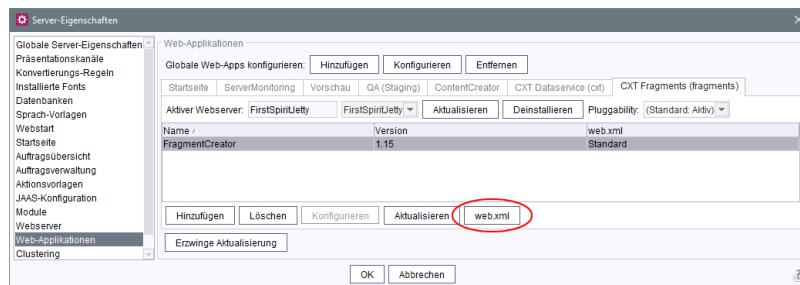 Server-Eigenschaften
Globale Server-Eigenschaften
Präsentationskanäle
Konvertierungs-Regeln
Installierte Fonts
Datenbanken
Sprach-Vorlagen
Webstart
Startseite
Auftragsübersicht
Auftragsverwaltung
Aktionsvorlagen
JAAS-Konfiguration
Module
Webserver
Web-Applikationen
Clustering
Web-Applikationen
Globale Web-Apps konfigurieren: Hinzufügen Konfigurieren Entfernen
Startseite ServerMonitoring Vorschau QA (Staging) ContentCreator CXT Dataservice (cxt) CXT Fragments (fragments)
Aktiver Webserver: FirstSpiritJetty FirstSpiritJetty Aktualisieren Deinstallieren Pluggability: (Standard: Aktiv)
Name Version web.xml
FragmentCreator 1.15 Standard
Hinzufügen Löschen Konfigurieren Aktualisieren web.xml
Erzwinge Aktualisierung
OK Abbrechen